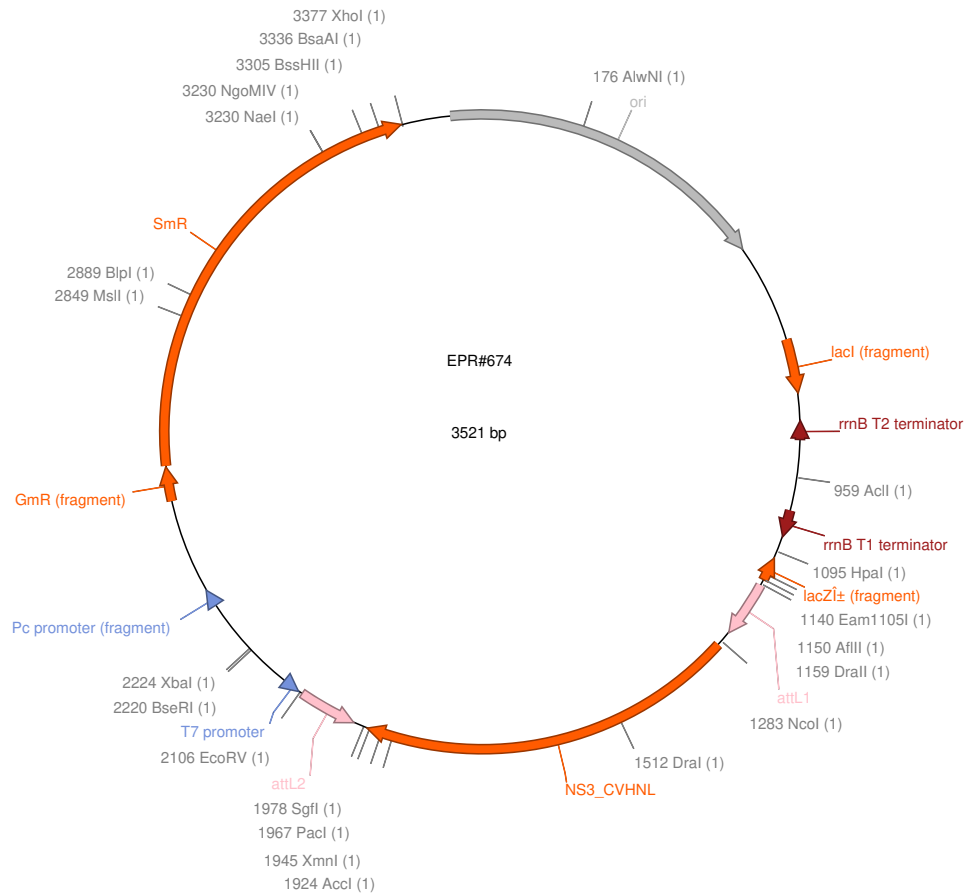 3377 XhoI (1)
3336 BsaAI (1)
3305 BssHII (1)
3230 NgoMIV (1)
3230 NaeI (1)
176 AlwNI (1)
ori
SmR
2889 BlpI (1)
2849 MslI (1)
EPR#674
3521 bp
lacI (fragment)
rrnB T2 terminator
959 AclI (1)
rrnB T1 terminator
1095 HpaI (1)
lacZÎ± (fragment)
1140 Eam1105I (1)
1150 AflIII (1)
1159 DraII (1)
attL1
1283 NcoI (1)
1512 DraI (1)
NS3_CVHNL
GmR (fragment)
Pc promoter (fragment)
2224 XbaI (1)
2220 BseRI (1)
T7 promoter
2106 EcoRV (1)
attL2
1978 SgfI (1)
1967 PacI (1)
1945 XmnI (1)
1924 AccI (1)